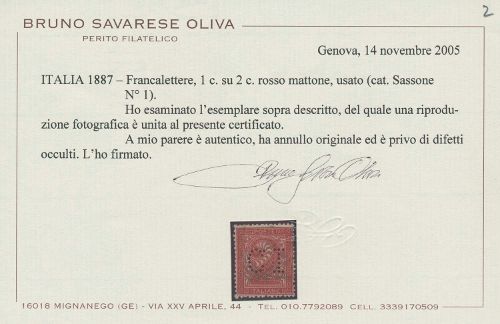 2
BRUNO SAVARESE OLIVA
PERITO FILATELICO
Genova, 14 novembre 2005
ITALIA 1887 – Francalettere, 1 c. su 2 c. rosso mattone, usato (cat. Sassone
N° 1).
Ho esaminato l'esemplare sopra descritto, del quale una riprodu-
zione fotografica è unita al presente certificato.
A mio parere è autentico, ha annullo originale ed è privo di difetti
occulti. L'ho firmato.
Bruno Savarese Oliva
16018 MIGNANEGO (GE) - VIA XXV APRILE, 44 - TEL. 010.7792089 - CELL. 3339170509